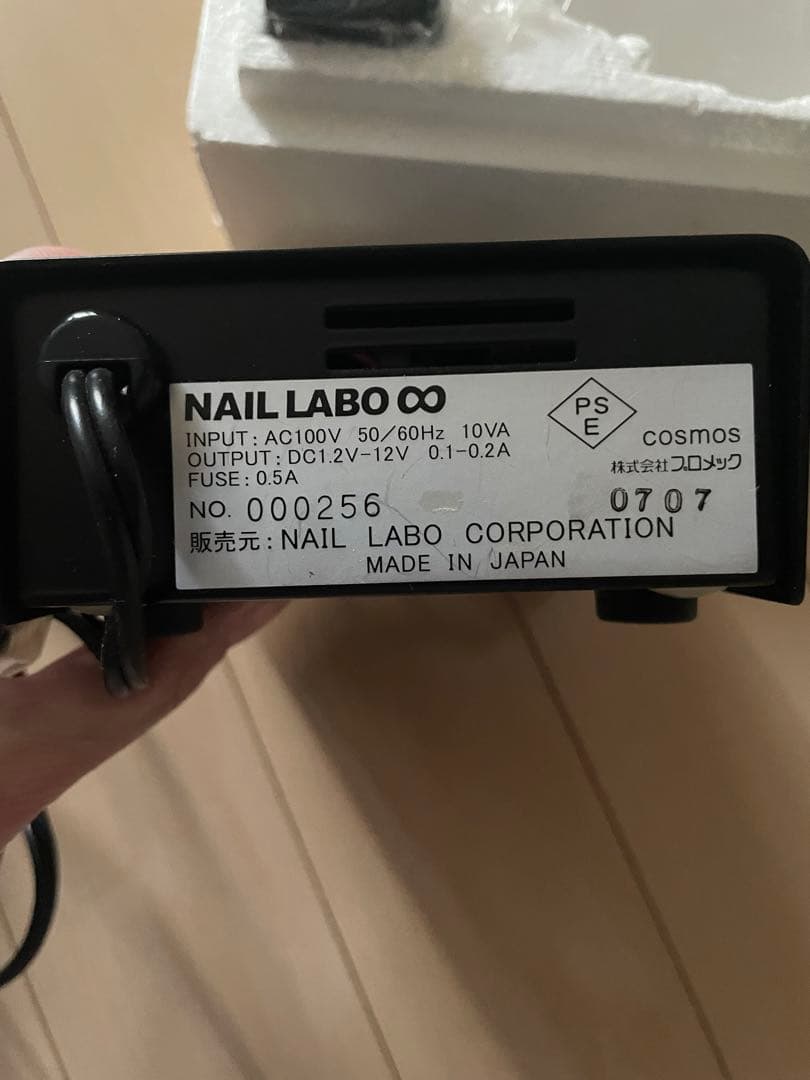 NAIL LABO ∞
INPUT : AC100V 50/60Hz 10VA
OUTPUT : DC1.2V-12V 0.1-0.2A
FUSE : 0.5A
PS
E
cosmos
株式会社プロメック
NO. 000256
0707
販売元 : NAIL LABO CORPORATION
MADE IN JAPAN